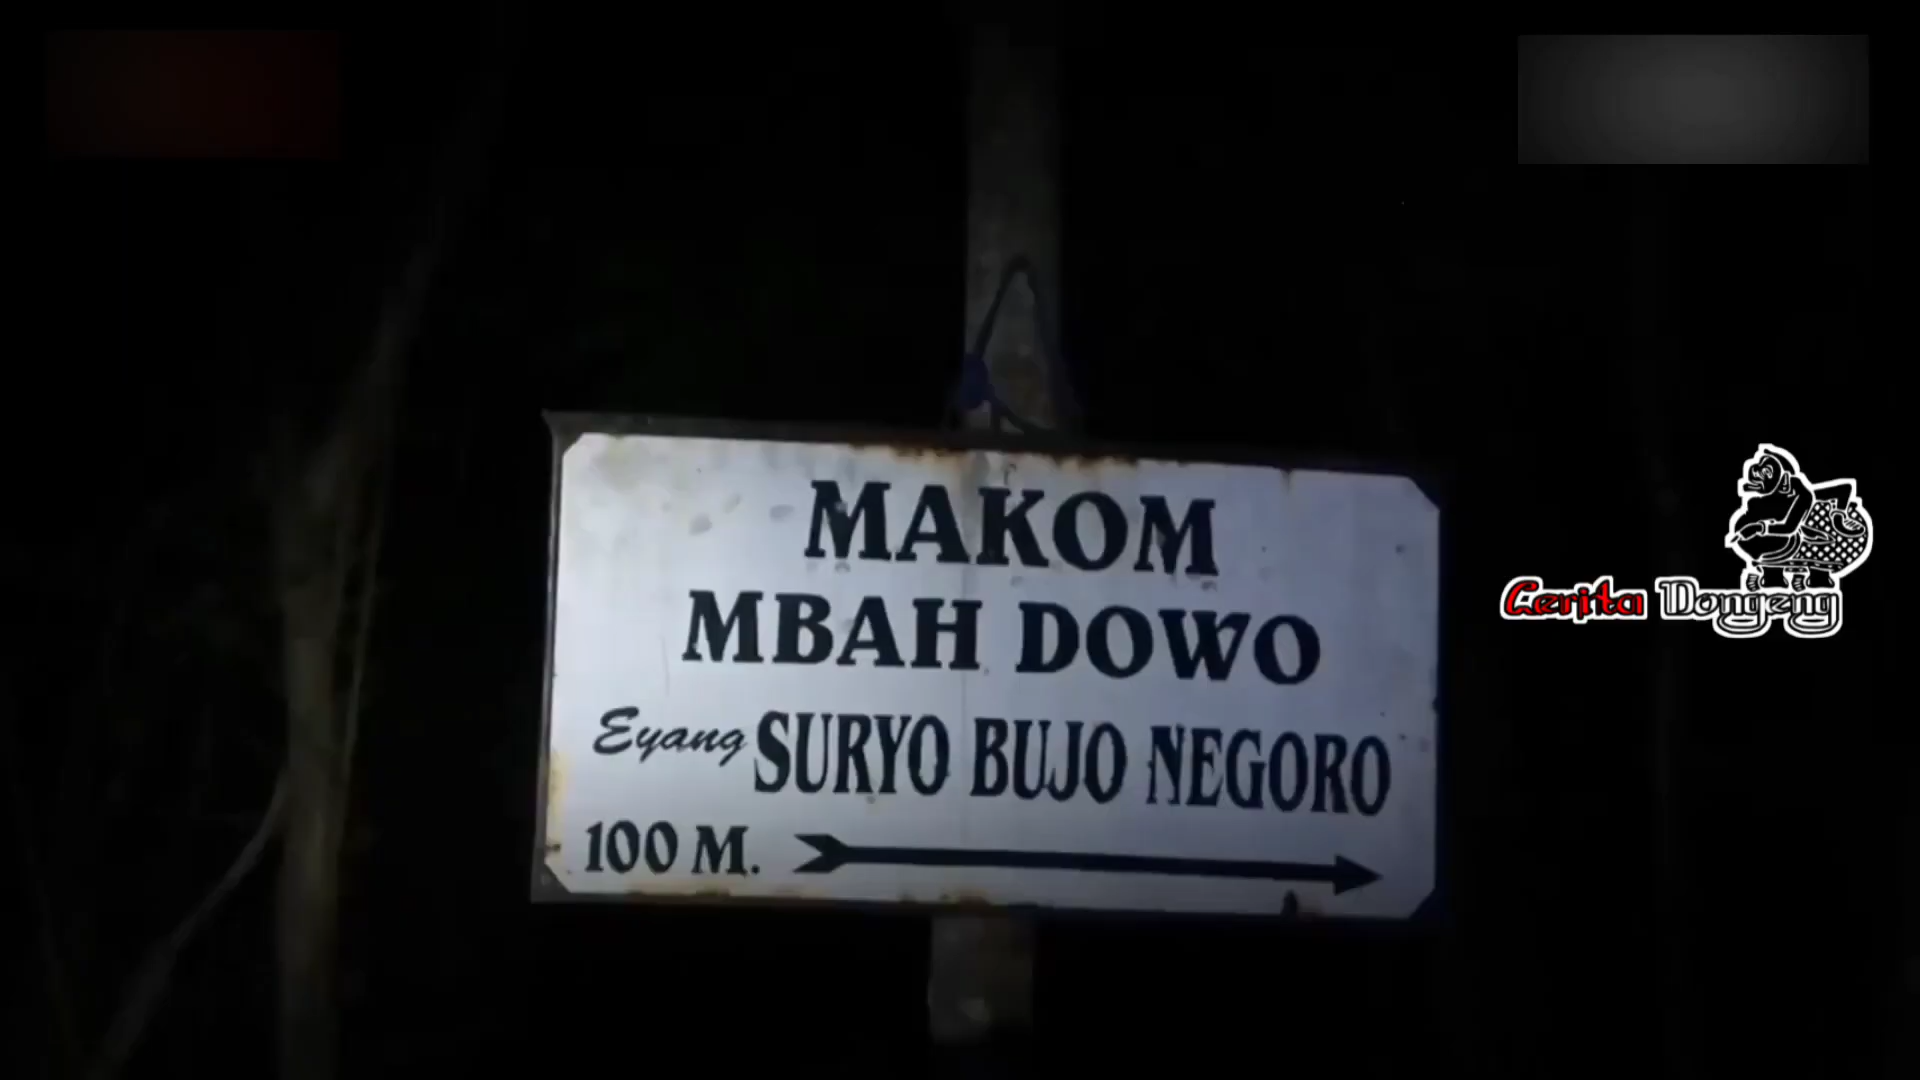 MAKOM
MBAH DOWO
Eyang SURYO BUJO NEGORO
100 M.
Cerita Dongeng